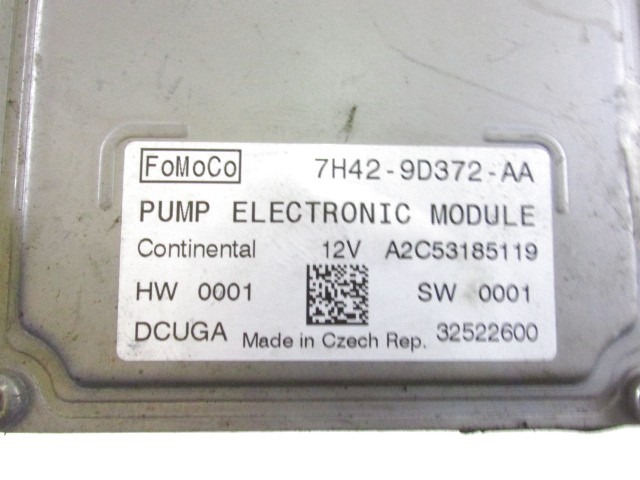 FoMoCo 7H42-9D372-AA
PUMP ELECTRONIC MODULE
Continental 12V A2C53185119
HW 0001 SW 0001
DCUGA Made in Czech Rep. 32522600